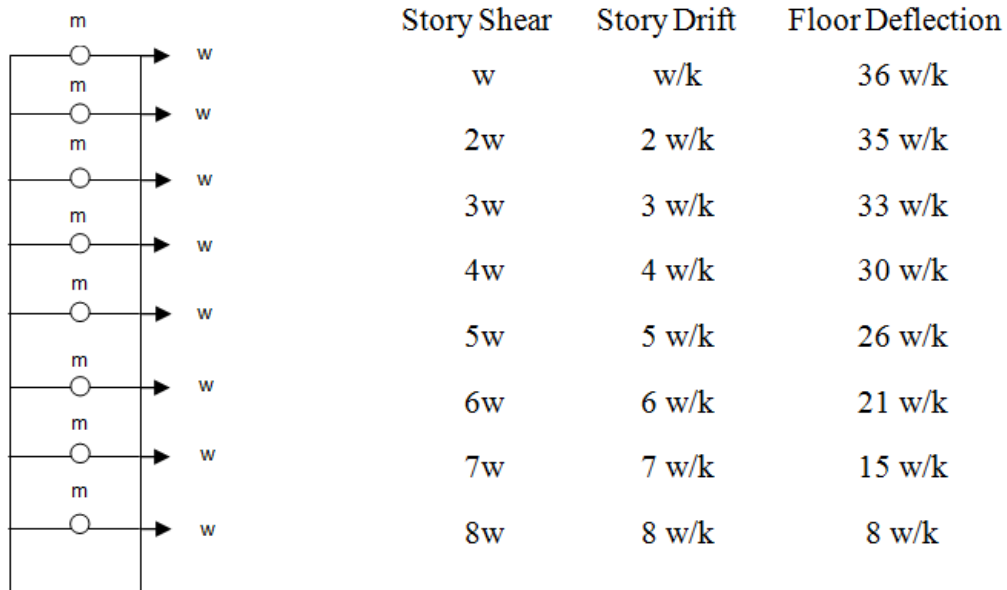 Story Shear Story Drift Floor Deflection
m
w
w w/k 36 w/k
m
w
2w 2 w/k 35 w/k
m
w
3w 3 w/k 33 w/k
m
w
4w 4 w/k 30 w/k
m
w
5w 5 w/k 26 w/k
m
w
6w 6 w/k 21 w/k
m
w
7w 7 w/k 15 w/k
m
w
8w 8 w/k 8 w/k